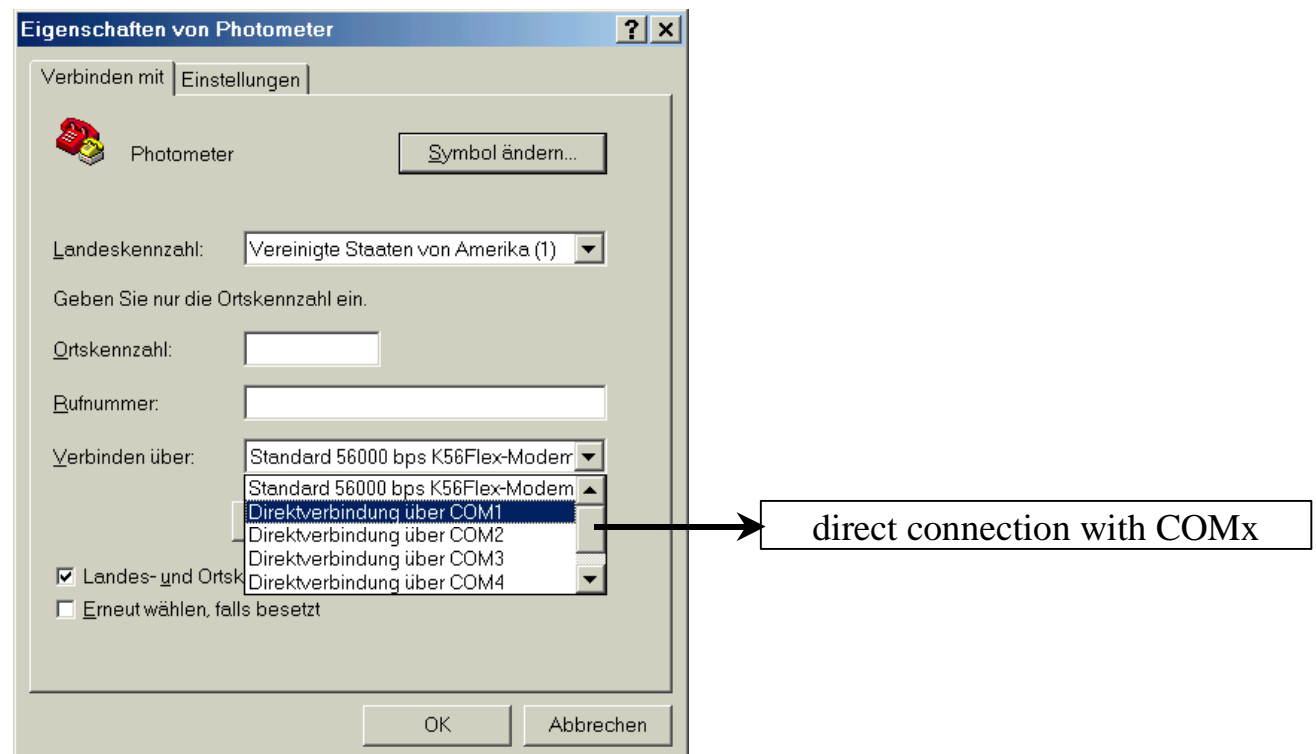 Eigenschaften von Photometer
Verbinden mit Einstellungen
Photometer Symbol ändern...
Landeskennzahl: Vereinigte Staaten von Amerika (1)
Geben Sie nur die Ortskennzahl ein.
Ortskennzahl:
Rufnummer:
Verbinden über: Standard 56000 bps K56Flex-Modem
Standard 56000 bps K56Flex-Modem
Direktverbindung über COM1
Direktverbindung über COM2
Direktverbindung über COM3
Direktverbindung über COM4
direct connection with COMx
Landes- und Ortsk
Erneut wählen, falls besetzt
OK Abbrechen